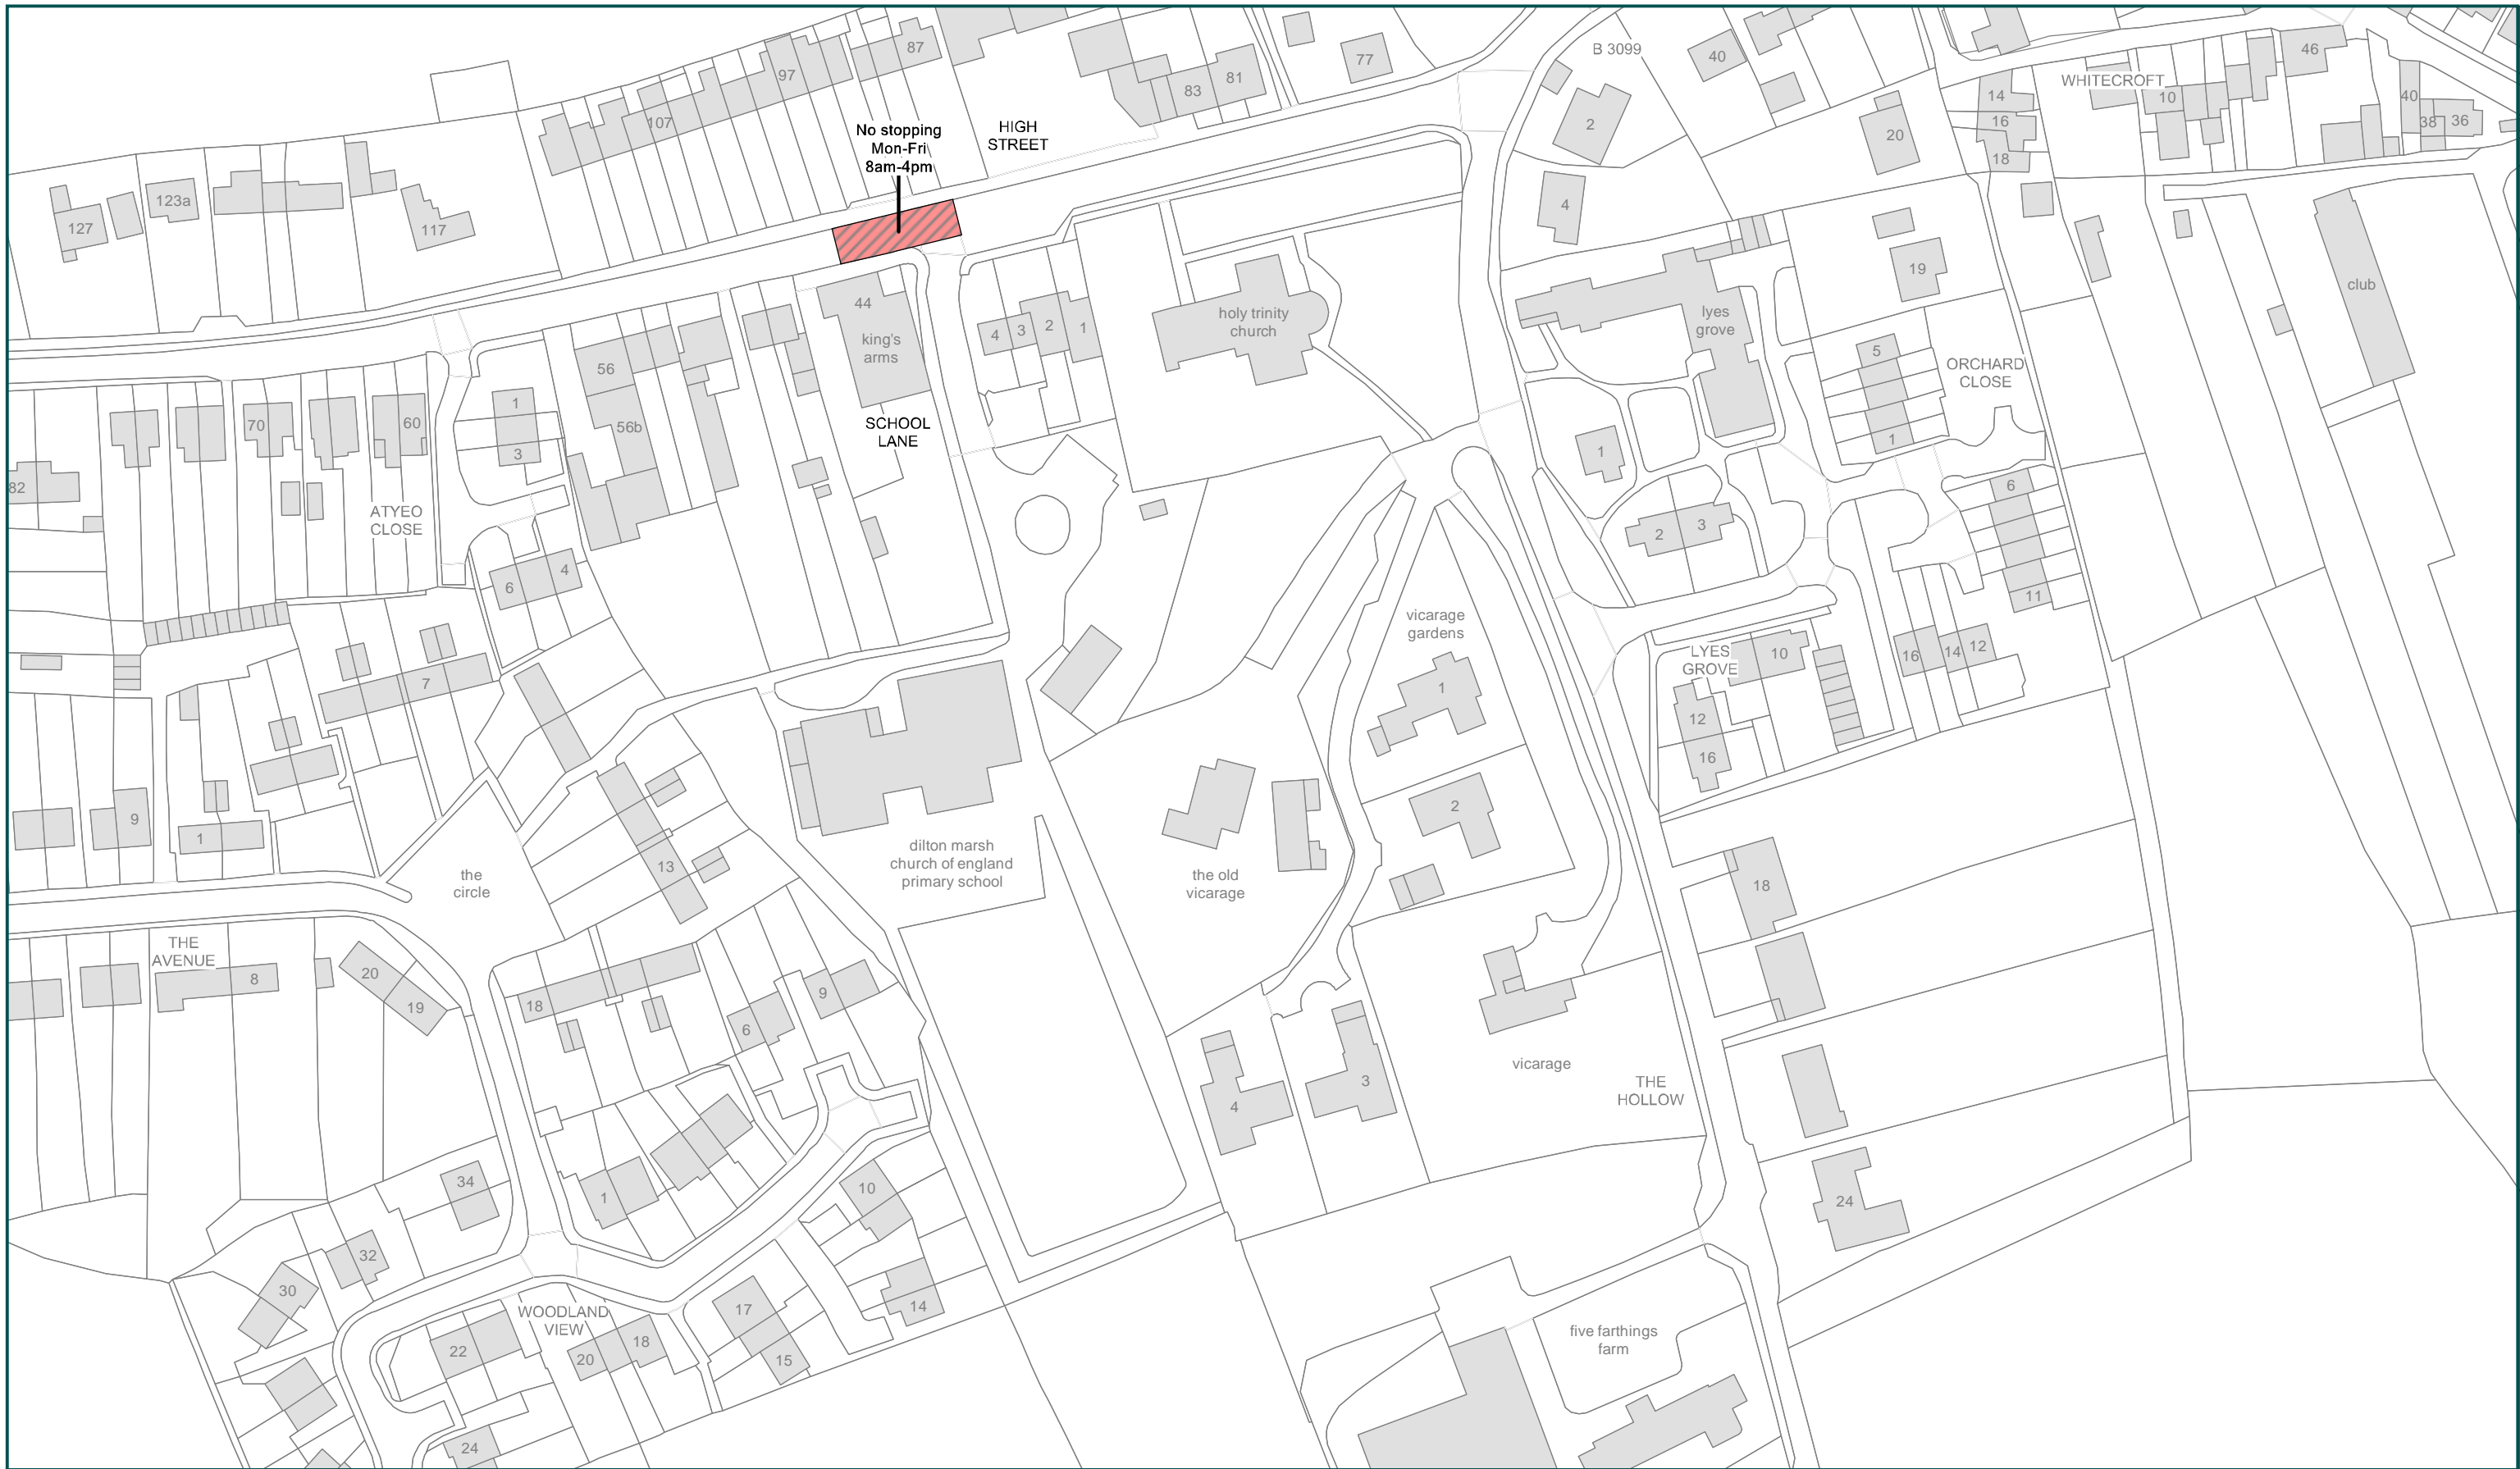 87
97
107
No stopping
Mon-Fri
8am-4pm
HIGH
STREET
83
81
77
B 3099
2
4
40
20
14
16
18
WHITECROFT
10
46
40
38
36
127
123a
117
44
king's
arms
SCHOOL
LANE
4
3
2
1
holy trinity
church
lyes
grove
19
club
5
1
ORCHARD
CLOSE
82
70
60
1
3
56
56b
ATYEO
CLOSE
6
4
1
2
3
6
11
16
14
12
LYES
GROVE
10
12
16
vicarage
gardens
1
2
7
9
1
the
circle
13
dilton marsh
church of england
primary school
the old
vicarage
18
THE
AVENUE
8
20
19
18
6
9
vicarage
THE
HOLLOW
4
3
24
34
32
30
1
10
14
17
15
WOODLAND
VIEW
22
20
18
24
five farthings
farm